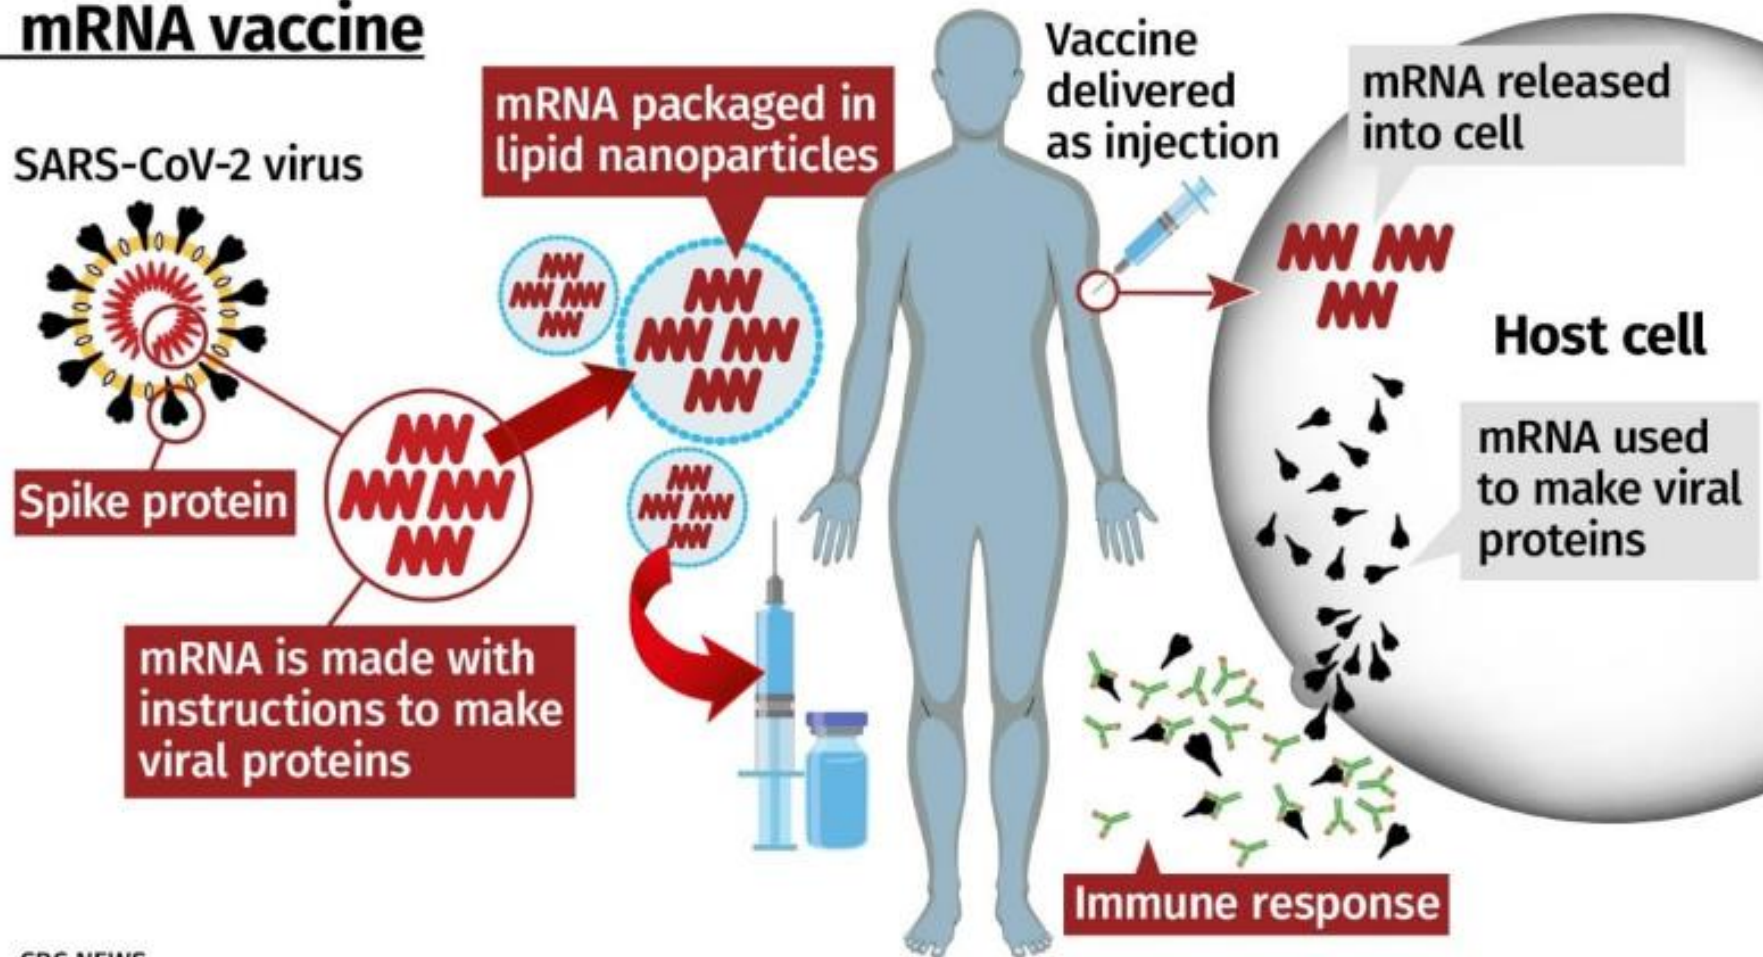 mRNA vaccine
SARS-CoV-2 virus
Spike protein
mRNA is made with
instructions to make
viral proteins
mRNA packaged in
lipid nanoparticles
Vaccine
delivered
as injection
mRNA released
into cell
Host cell
mRNA used
to make viral
proteins
Immune response
NEWS